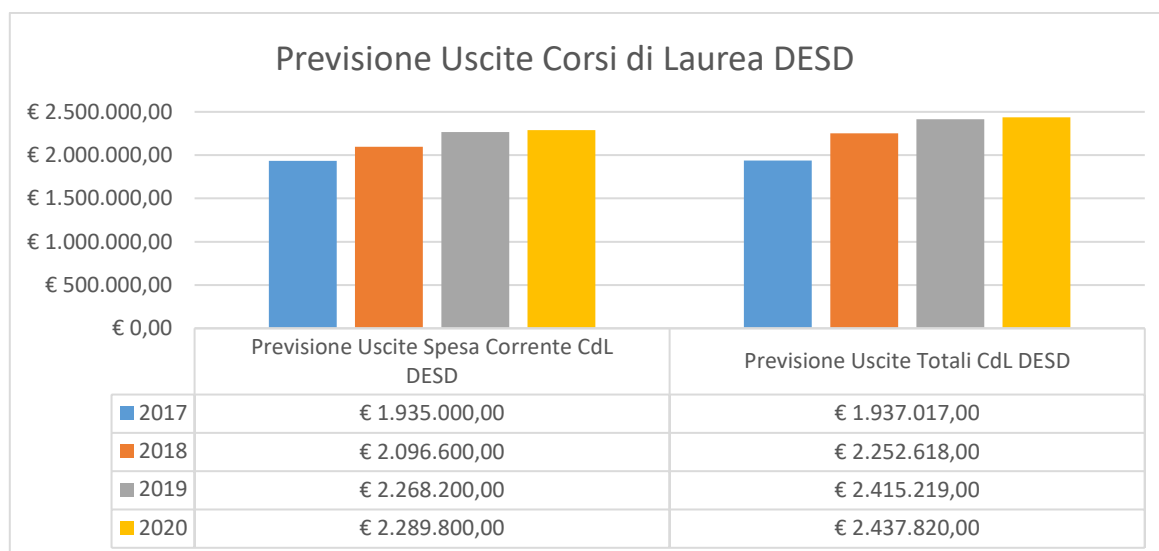 Previsione Uscite Corsi di Laurea DESD
€ 2.500.000,00
€ 2.000.000,00
€ 1.500.000,00
€ 1.000.000,00
€ 500.000,00
€ 0,00
Previsione Uscite Spesa Corrente CdL
DESD
Previsione Uscite Totali CdL DESD
2017 € 1.935.000,00 € 1.937.017,00
2018 € 2.096.600,00 € 2.252.618,00
2019 € 2.268.200,00 € 2.415.219,00
2020 € 2.289.800,00 € 2.437.820,00